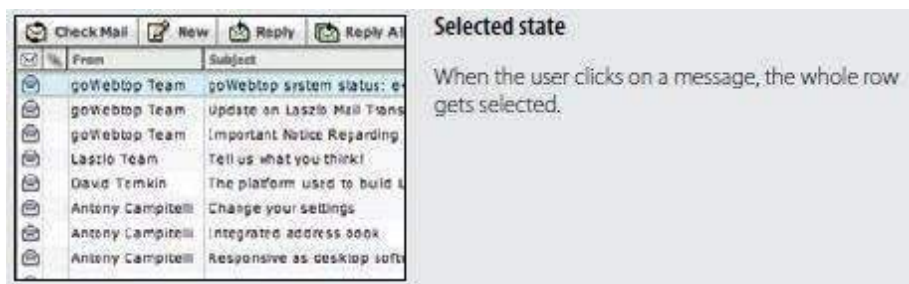 Check Mail New Reply Reply Al
From Subject
goWebtop Team goWebtop system status: e
goWebtop Team Update on Laszlo Mail Trans
goWebtop Team Important Notice Regarding
Laszlo Team Tell us what you think!
David Temkin The platform used to build L
Antony Campitelli Change your settings
Antony Campitelli Integrated address book
Antony Campitelli Responsive as desktop soft
Selected state
When the user clicks on a message, the whole row
gets selected.